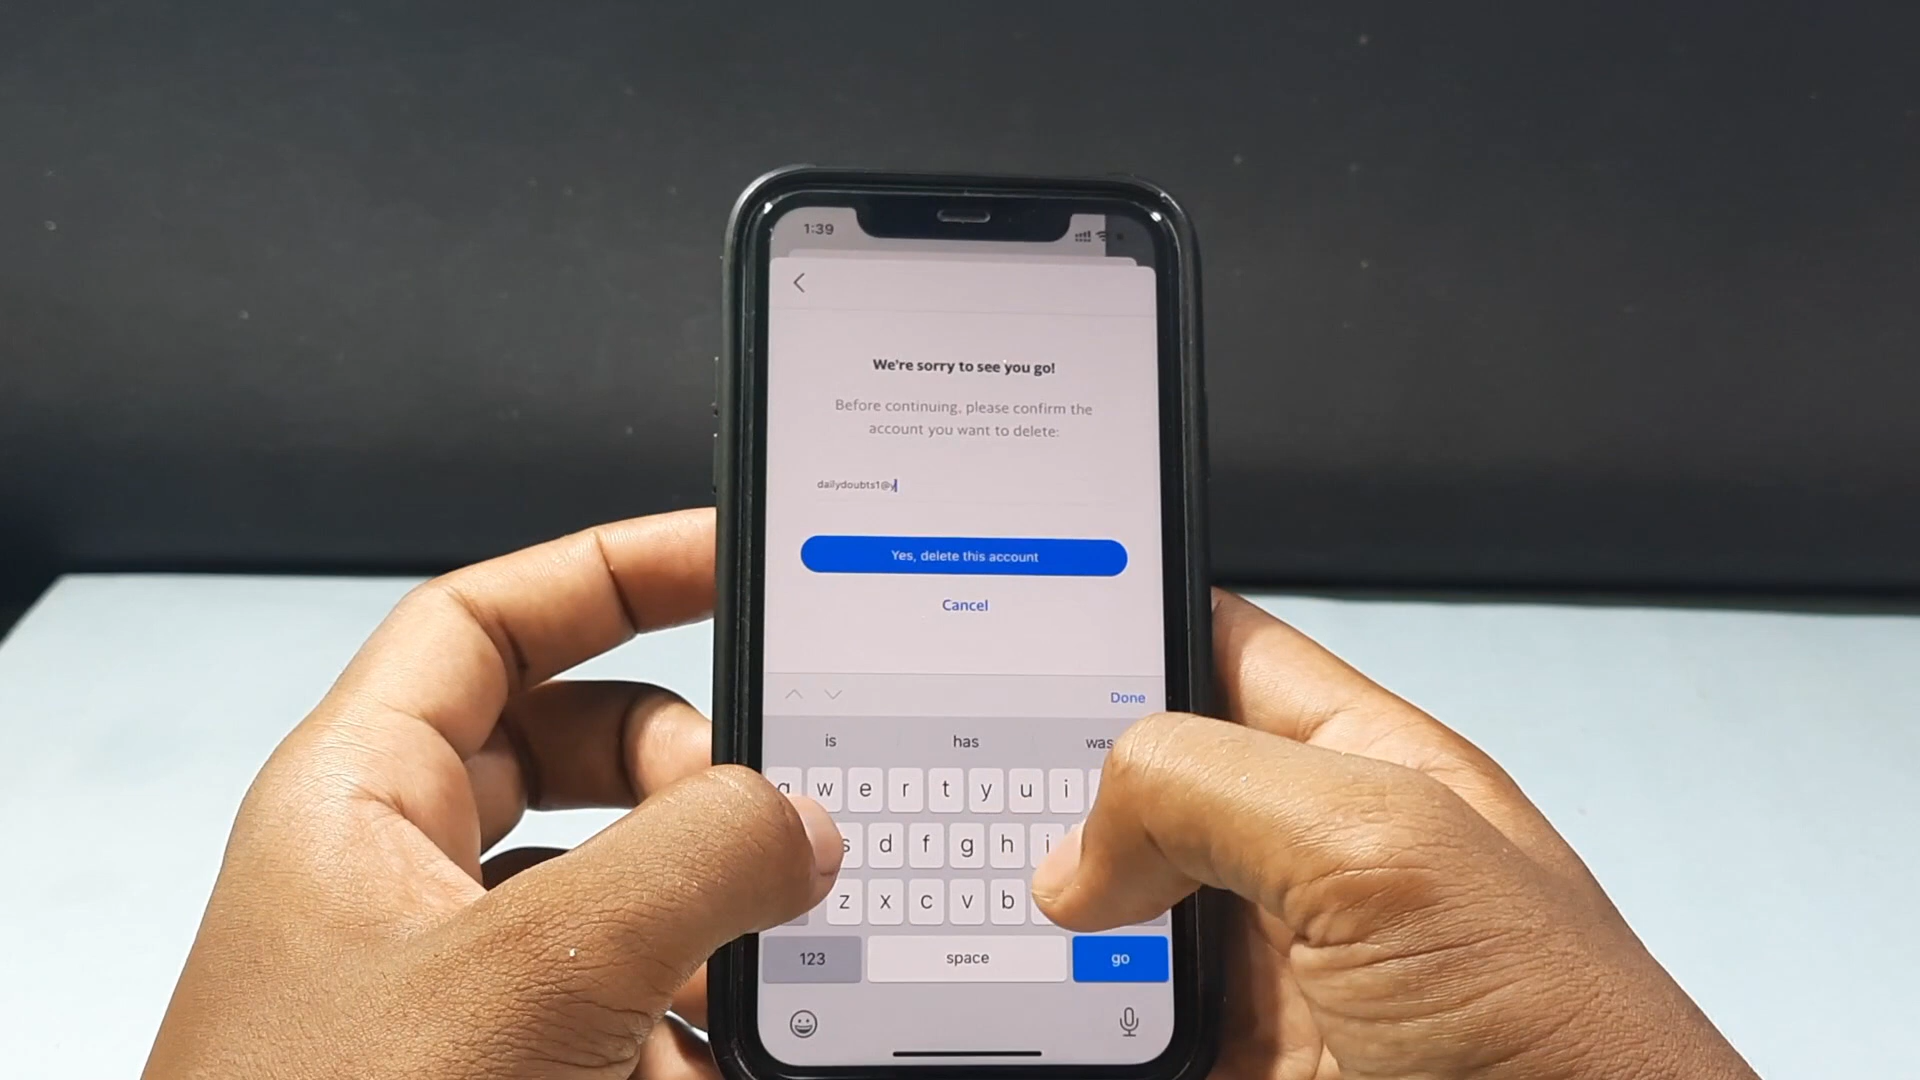 1:39
We're sorry to see you go!
Before continuing, please confirm the
account you want to delete:
dailydoubts1@y
Yes, delete this account
Cancel
Done
is has was
q w e r t y u i
s d f g h j
z x c v b
123 space go